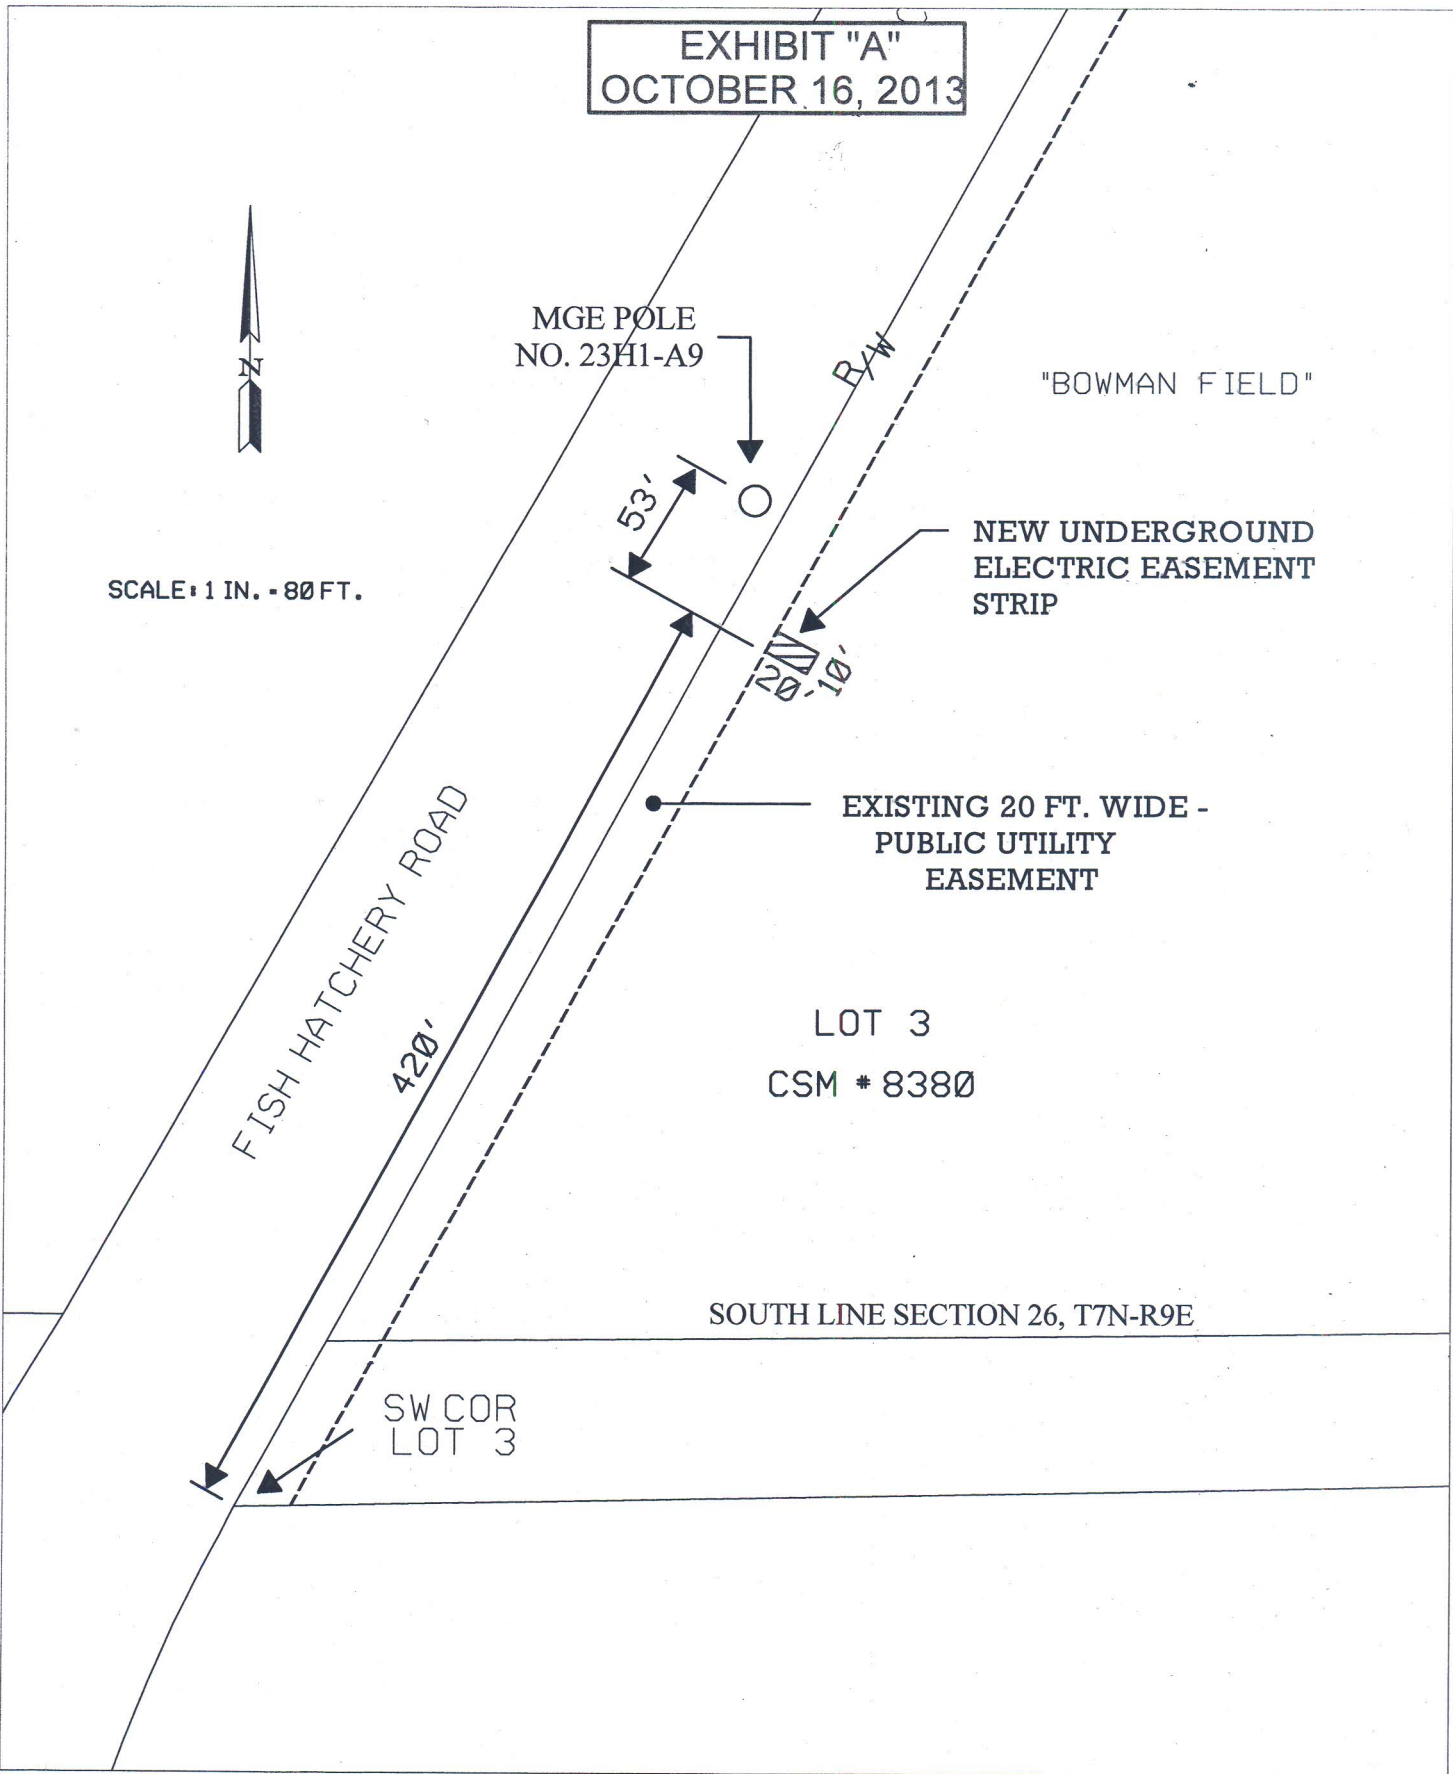 EXHIBIT "A"
OCTOBER 16, 2013
MGE POLE
NO. 23H1-A9
N
R/W
"BOWMAN FIELD"
53'
NEW UNDERGROUND
ELECTRIC EASEMENT
STRIP
SCALE: 1 IN. = 80 FT.
20'
10'
EXISTING 20 FT. WIDE -
PUBLIC UTILITY
EASEMENT
FISH HATCHERY ROAD
420'
LOT 3
CSM # 8380
SOUTH LINE SECTION 26, T7N-R9E
SW COR
LOT 3